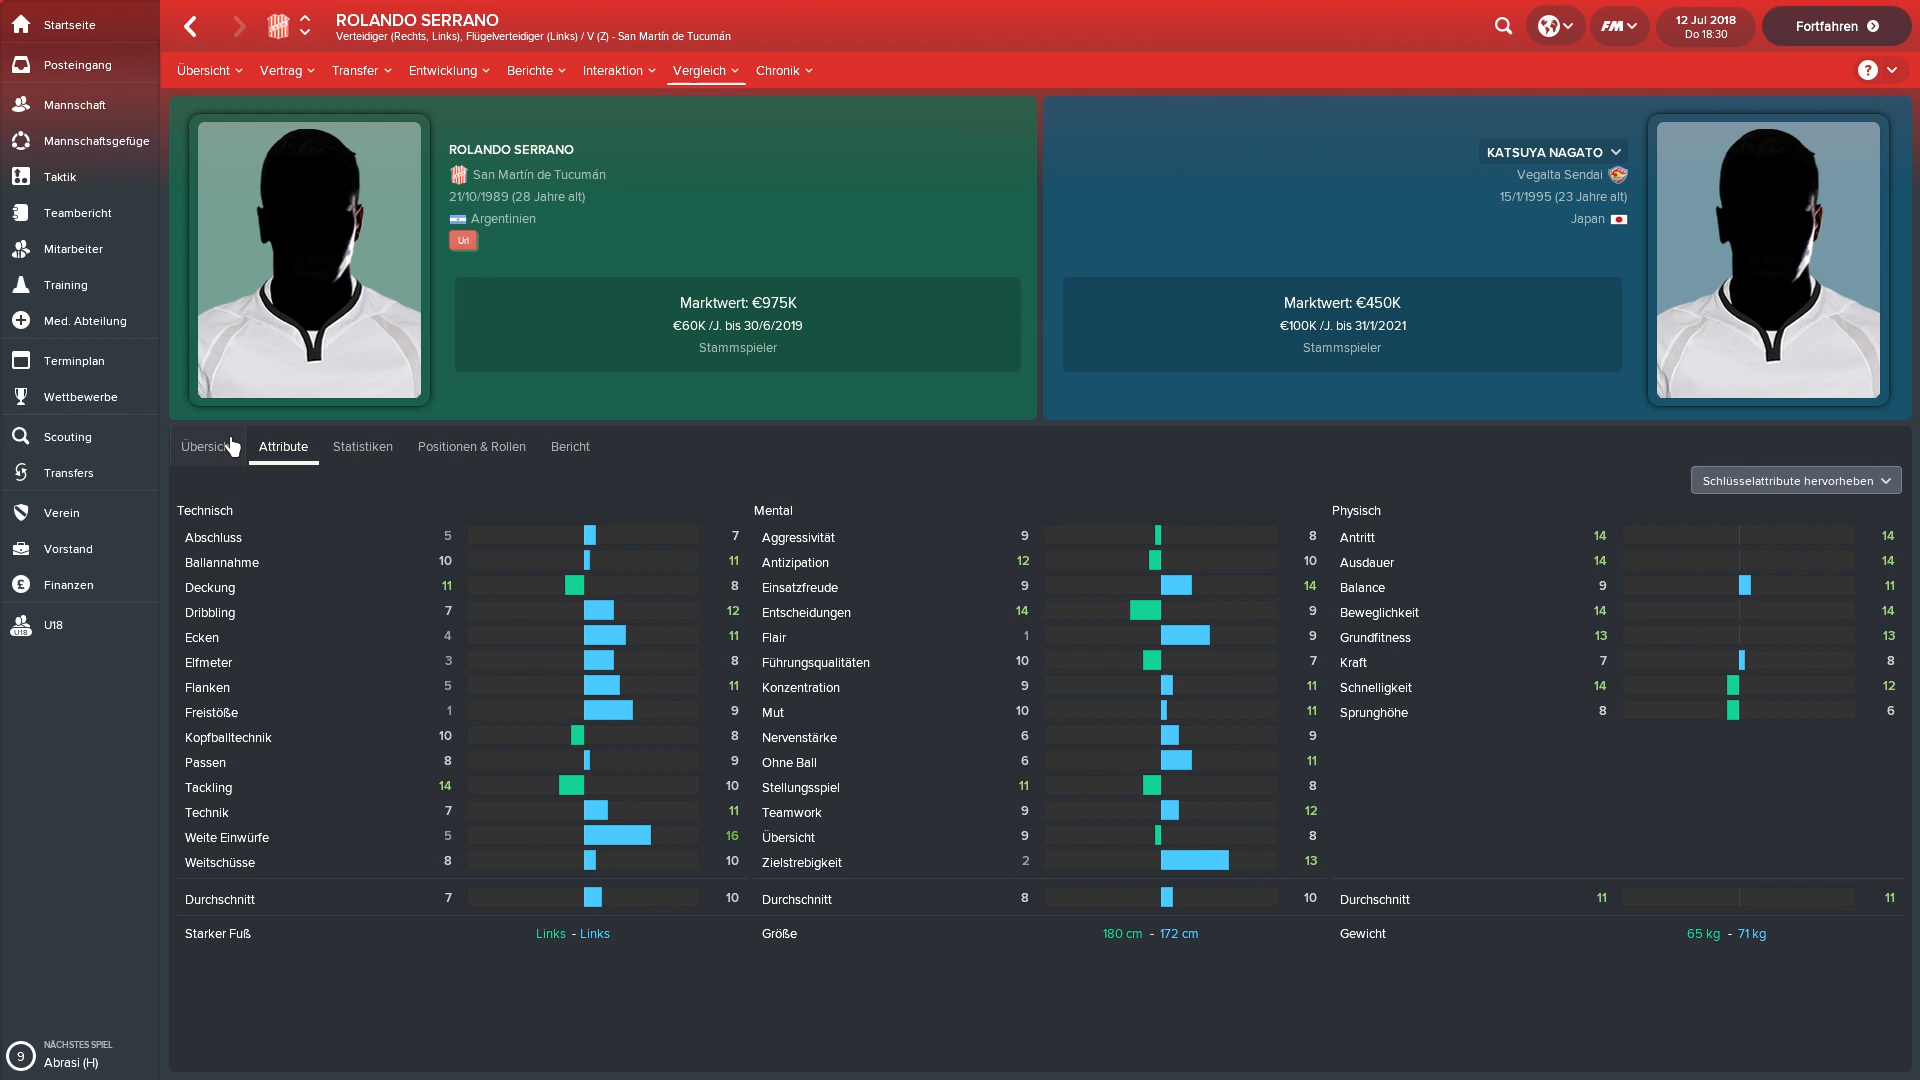 Startseite
Posteingang
Mannschaft
Mannschaftsgefüge
Taktik
Teambericht
Mitarbeiter
Training
Med. Abteilung
Terminplan
Wettbewerbe
Scouting
Transfers
Verein
Vorstand
Finanzen
U18
U18
NÄCHSTES SPIEL
9
Abrasi (H)
ROLANDO SERRANO
Verteidiger (Rechts, Links), Flügelverteidiger (Links) / V (Z) - San Martín de Tucumán
FM
12 Jul 2018
Do 18:30
Fortfahren
Übersicht Vertrag Transfer Entwicklung Berichte Interaktion Vergleich Chronik
?
ROLANDO SERRANO
San Martín de Tucumán
21/10/1989 (28 Jahre alt)
Argentinien
Url
Marktwert: €975K
€60K /J. bis 30/6/2019
Stammspieler
KATSUYA NAGATO
Vegalta Sendai
15/1/1995 (23 Jahre alt)
Japan
Marktwert: €450K
€100K /J. bis 31/1/2021
Stammspieler
Attribute Statistiken Positionen & Rollen Bericht
Schlüsselattribute hervorheben
Technisch
Abschluss 5 7
Ballannahme 10 11
Deckung 11 8
Dribbling 7 12
Ecken 4 11
Elfmeter 3 8
Flanken 5 11
Freistöße 1 9
Kopfballtechnik 10 8
Passen 8 9
Tackling 14 10
Technik 7 11
Weite Einwürfe 5 16
Weitschüsse 8 10
Durchschnitt 7 10
Starker Fuß Links - Links
Mental
Aggressivität 9 8
Antizipation 12 10
Einsatzfreude 9 14
Entscheidungen 14 9
Flair 1 9
Führungsqualitäten 10 7
Konzentration 9 11
Mut 10 11
Nervenstärke 6 9
Ohne Ball 6 11
Stellungsspiel 11 8
Teamwork 9 12
Übersicht 9 8
Zielstrebigkeit 2 13
Durchschnitt 8 10
Größe 180 cm - 172 cm
Physisch
Antritt 14 14
Ausdauer 14 14
Balance 9 11
Beweglichkeit 14 14
Grundfitness 13 13
Kraft 7 8
Schnelligkeit 14 12
Sprunghöhe 8 6
Durchschnitt 11 11
Gewicht 65 kg - 71 kg